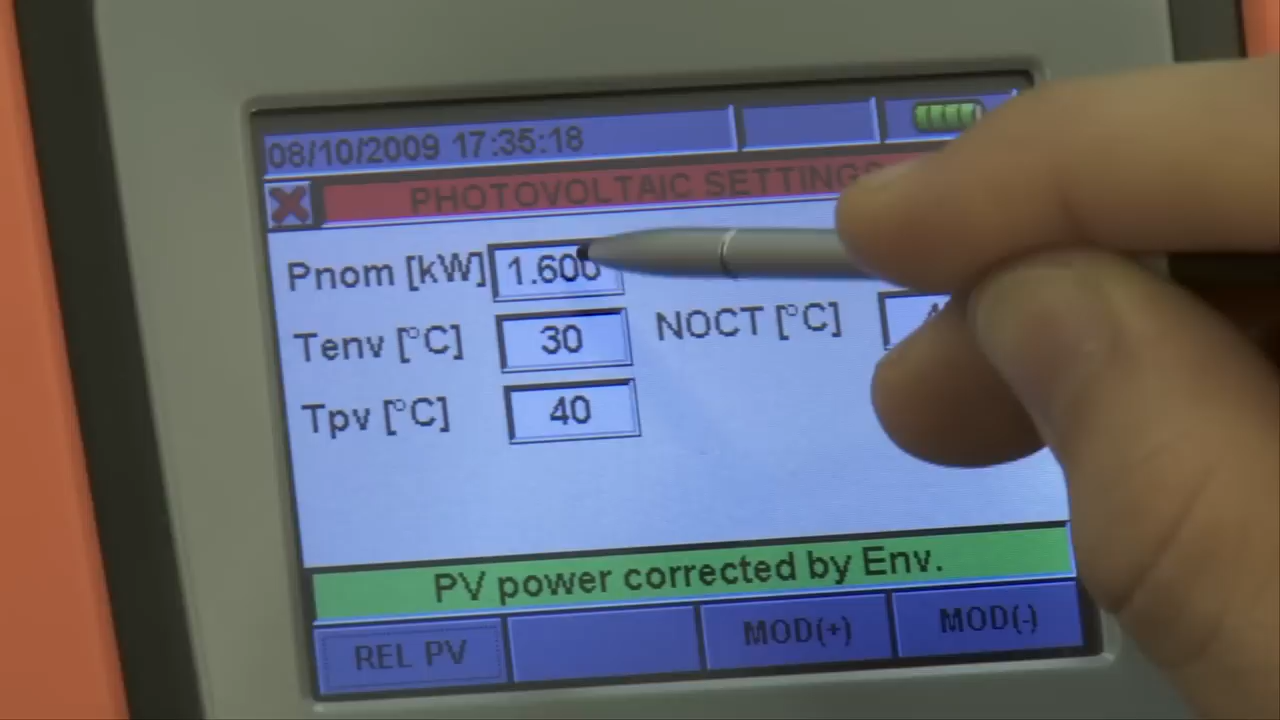 08/10/2009 17:35:18
PHOTOVOLTAIC SETTINGS
Pnom [kW] 1.600
Tenv [°C] 30 NOCT [°C]
Tpv [°C] 40
PV power corrected by Env.
REL PV MOD(+) MOD(-)